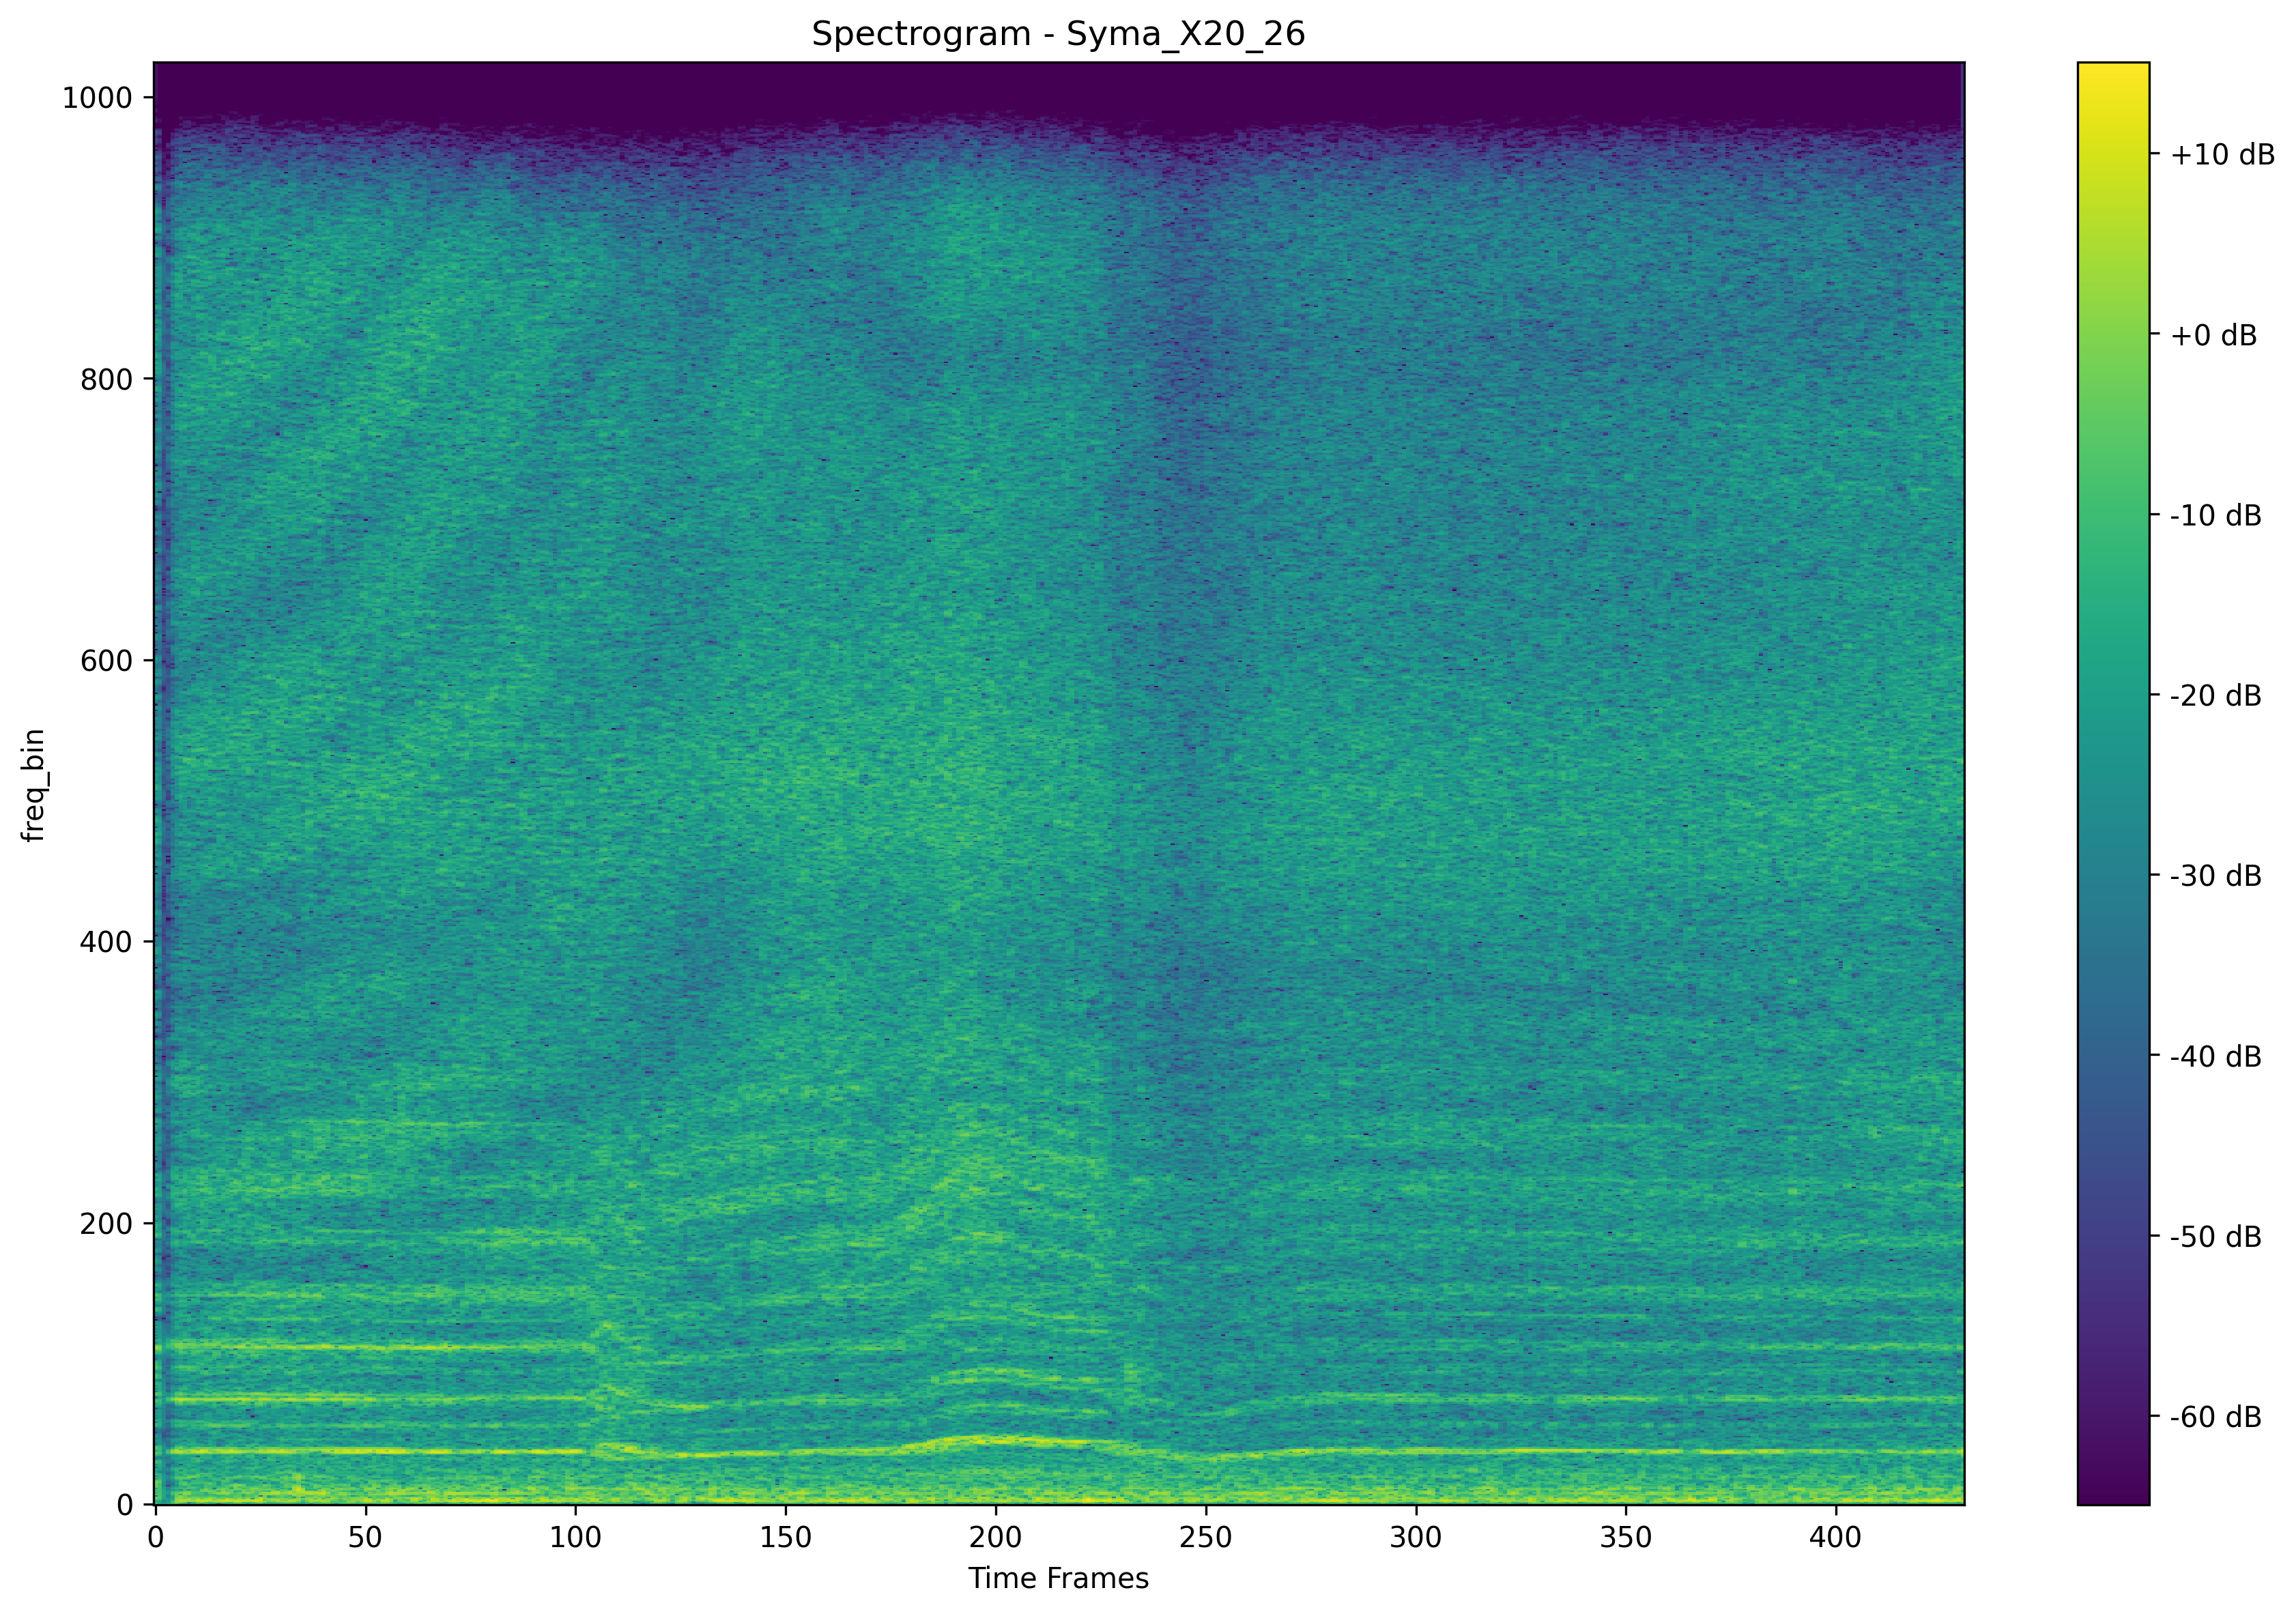 Spectrogram - Syma_X20_26
1000
800
600
400
200
0
freq_bin
0 50 100 150 200 250 300 350 400
Time Frames
+10 dB
+0 dB
-10 dB
-20 dB
-30 dB
-40 dB
-50 dB
-60 dB